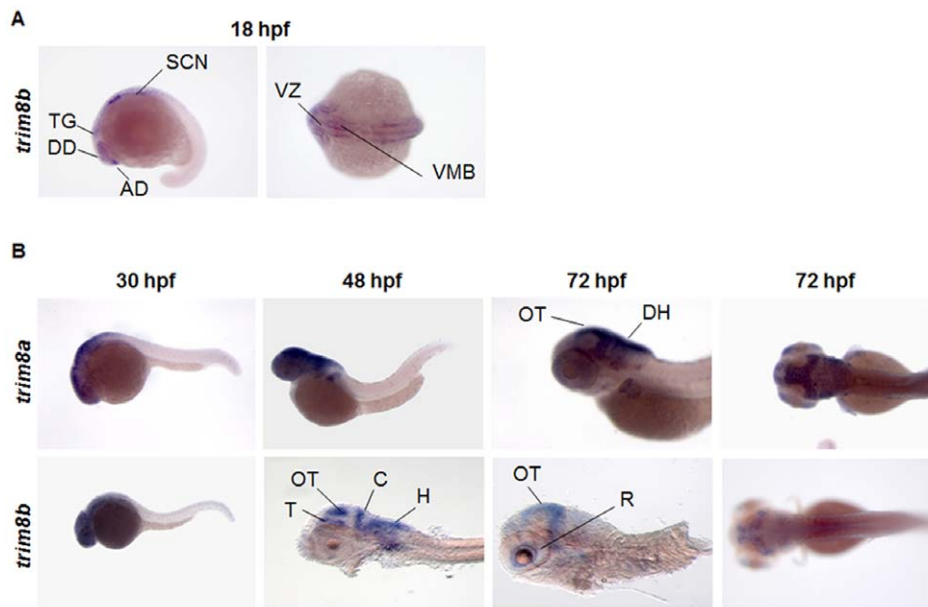 A
18 hpf
trim8b
SCN
TG
DD
AD
VZ
VMB
B
30 hpf
48 hpf
72 hpf
72 hpf
trim8a
OT
DH
trim8b
OT
C
H
T
OT
R